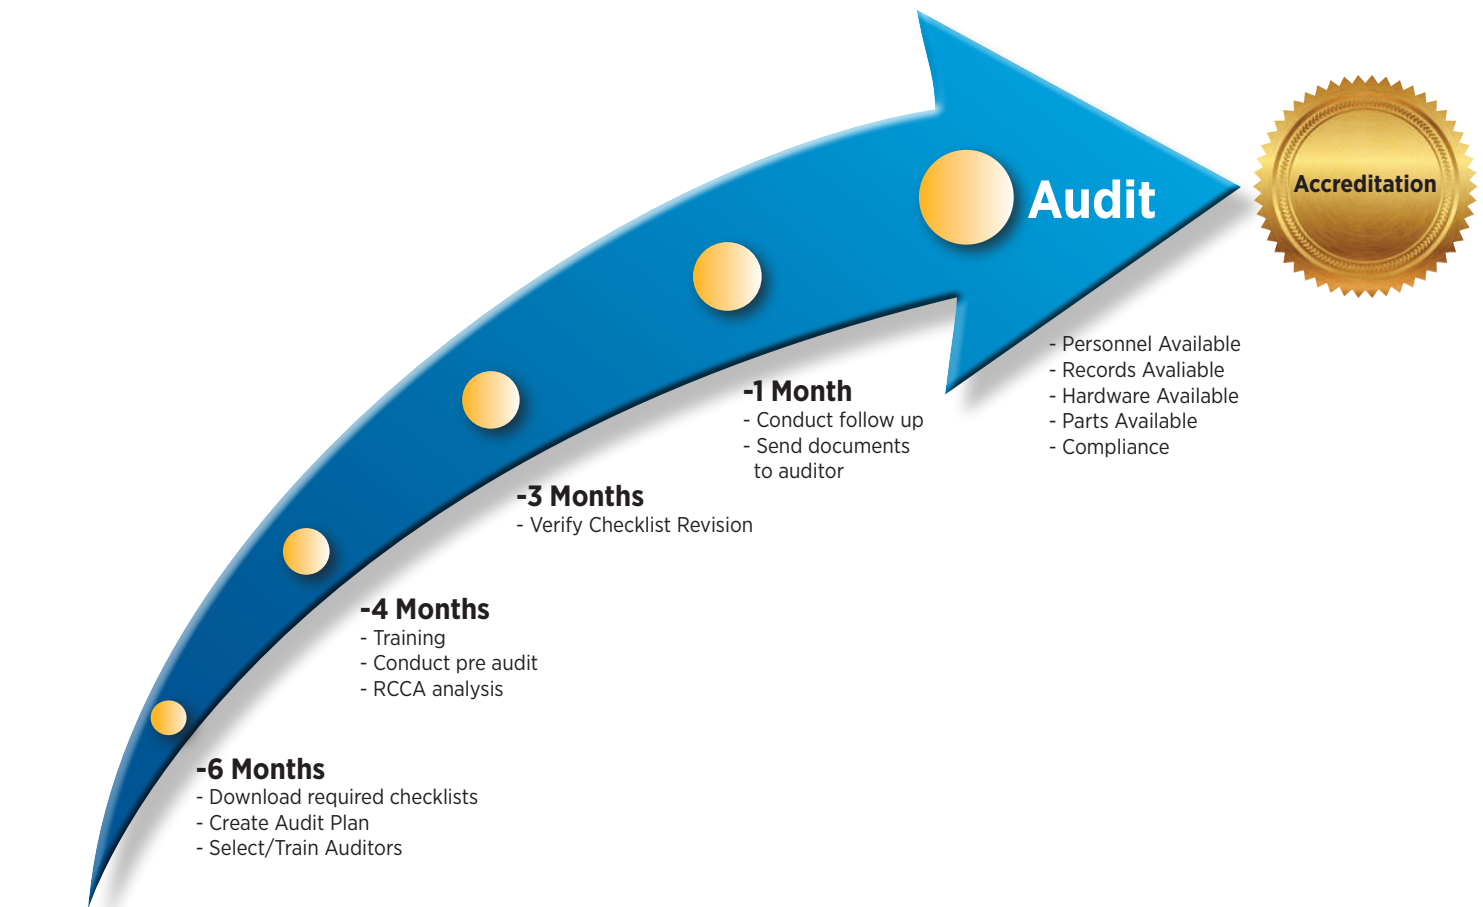 Audit
Accreditation
- Personnel Available
- Records Avaliable
- Hardware Available
- Parts Available
- Compliance
-1 Month
- Conduct follow up
- Send documents
to auditor
-3 Months
- Verify Checklist Revision
-4 Months
- Training
- Conduct pre audit
- RCCA analysis
-6 Months
- Download required checklists
- Create Audit Plan
- Select/Train Auditors